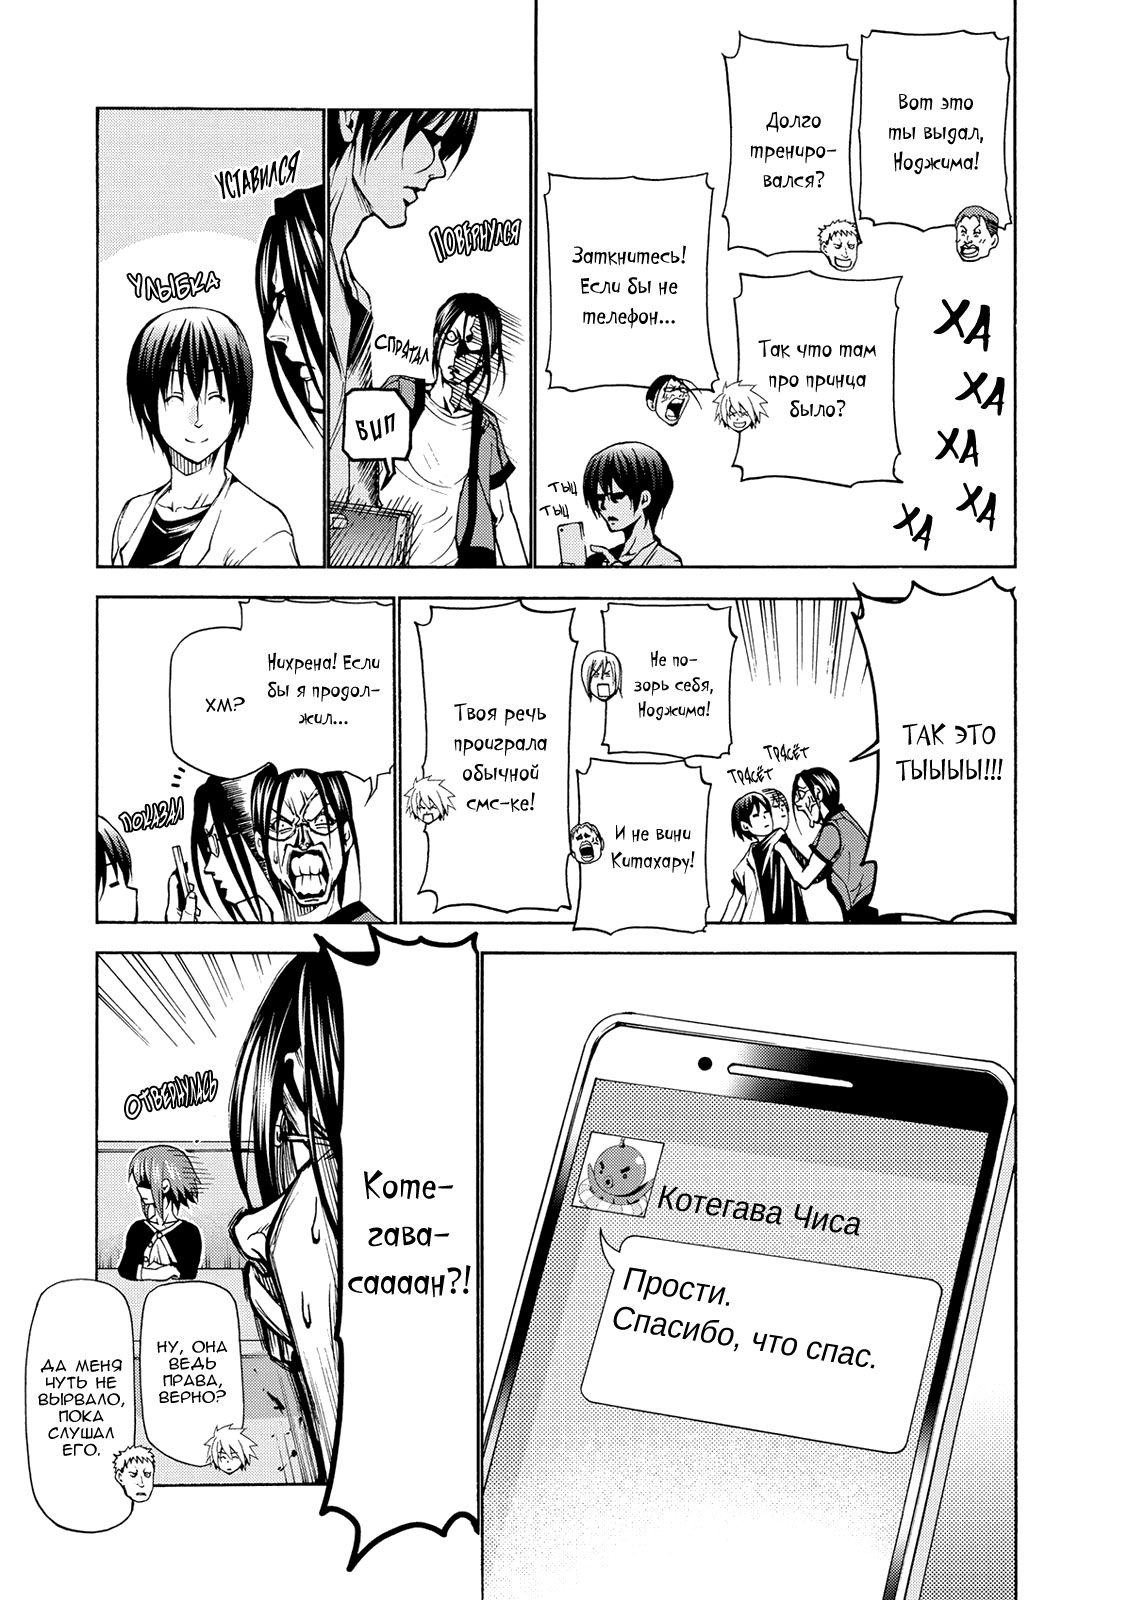 Вот это
ты выдал,
Ноджима!
Долго
трениро-
вался?
Заткнитесь!
Если бы не
телефон...
Так что там
про принца
было?
ХА
ХА
ХА
ХА
ХА
ТЫЦ
ТЫЦ
ПОВЕРНУЛСЯ
СПРЯТАЛ
БИП
УСТАВИЛСЯ
УЛЫБКА
ТАК ЭТО
ТЫЫЫЫ!!!
ТРЯСЁТ
ТРЯСЁТ
Не по-
зорь себя,
Ноджима!
И не вини
Китахару!
Твоя речь
проиграла
обычной
смс-ке!
Нихрена! Если
бы я продол-
жил...
ХМ?
ПОКАЗАЛ
Котегава Чиса
Прости.
Спасибо, что спас.
Коте-
гава-
саааан?!
ОТВЕРНУЛАСЬ
НУ, ОНА
ВЕДЬ
ПРАВА,
ВЕРНО?
ДА МЕНЯ
ЧУТЬ НЕ
ВЫРВАЛО,
ПОКА
СЛУШАЛ
ЕГО.